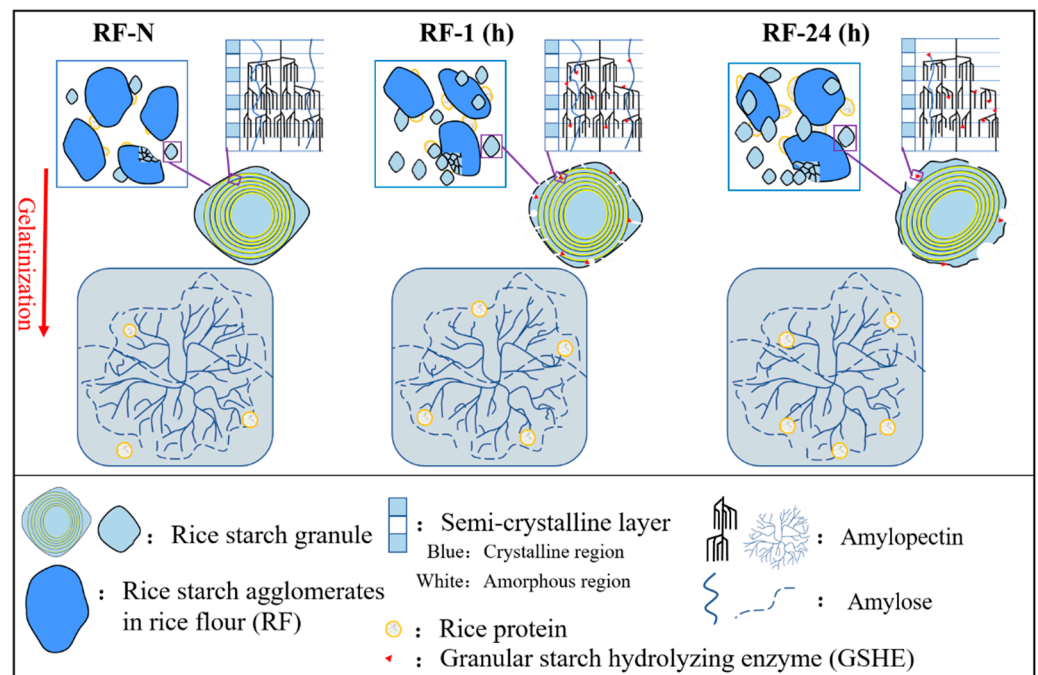 RF-N
RF-1 (h)
RF-24 (h)
Gelatinization
: Rice starch granule
: Rice starch agglomerates
in rice flour (RF)
: Semi-crystalline layer
Blue: Crystalline region
White: Amorphous region
: Rice protein
: Granular starch hydrolyzing enzyme (GSHE)
: Amylopectin
: Amylose